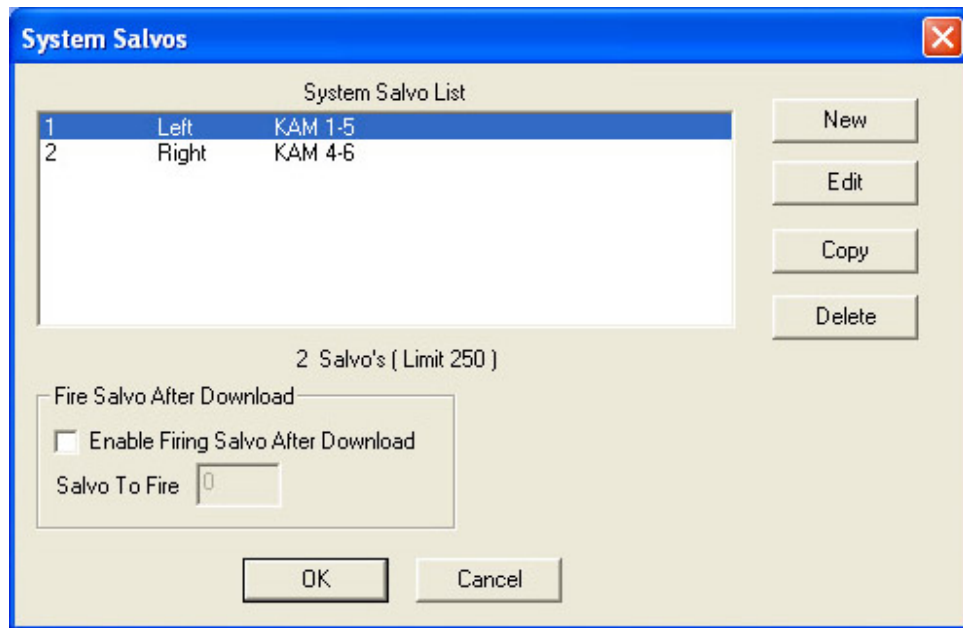 System Salvos
System Salvo List
1 Left KAM 1-5
2 Right KAM 4-6
New
Edit
Copy
Delete
2 Salvo's ( Limit 250 )
Fire Salvo After Download
Enable Firing Salvo After Download
Salvo To Fire 0
OK Cancel